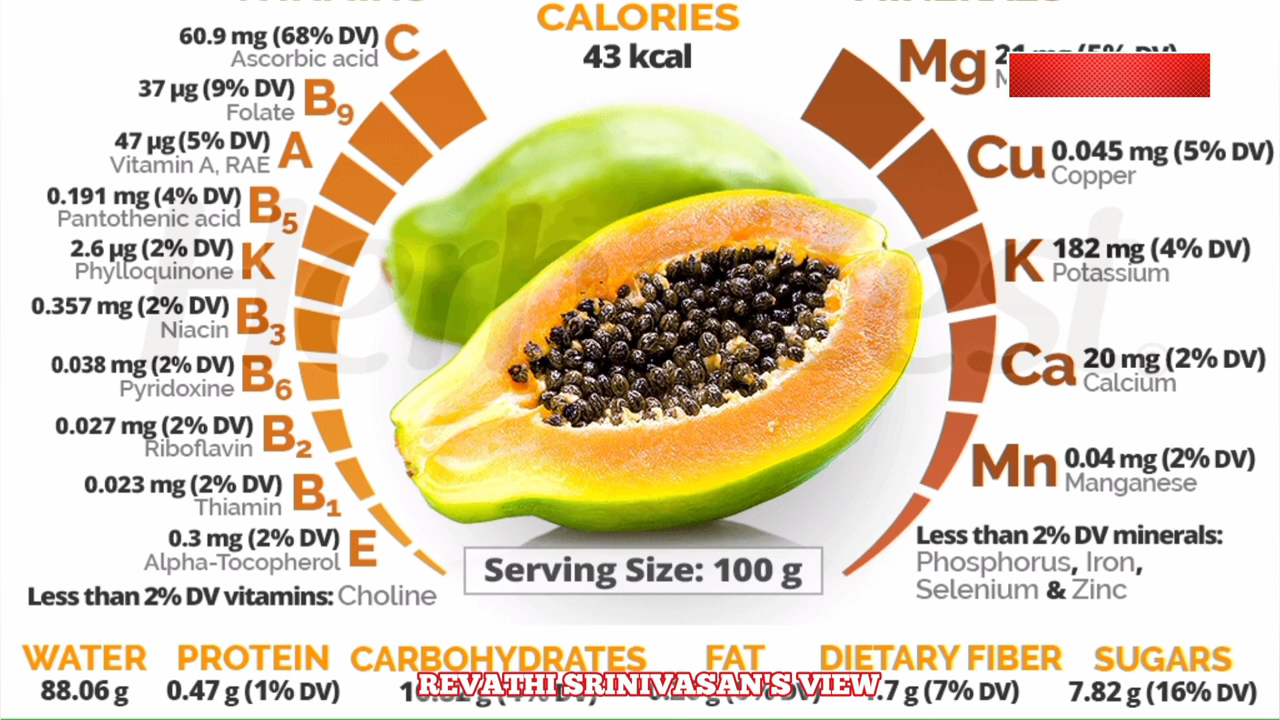 CALORIES
43 kcal
60.9 mg (68% DV)
Ascorbic acid
C
37 µg (9% DV)
Folate
B9
47 µg (5% DV)
Vitamin A, RAE
A
0.191 mg (4% DV)
Pantothenic acid
B5
2.6 µg (2% DV)
Phylloquinone
K
0.357 mg (2% DV)
Niacin
B3
0.038 mg (2% DV)
Pyridoxine
B6
0.027 mg (2% DV)
Riboflavin
B2
0.023 mg (2% DV)
Thiamin
B1
0.3 mg (2% DV)
Alpha-Tocopherol
E
Less than 2% DV vitamins: Choline
Mg
Cu
0.045 mg (5% DV)
Copper
K
182 mg (4% DV)
Potassium
Ca
20 mg (2% DV)
Calcium
Mn
0.04 mg (2% DV)
Manganese
Less than 2% DV minerals:
Phosphorus, Iron,
Selenium & Zinc
Serving Size: 100 g
WATER PROTEIN CARBOHYDRATES FAT DIETARY FIBER SUGARS
88.06 g 0.47 g (1% DV) (7% DV) 7.82 g (16% DV)
REVATHI SRINIVASAN'S VIEW